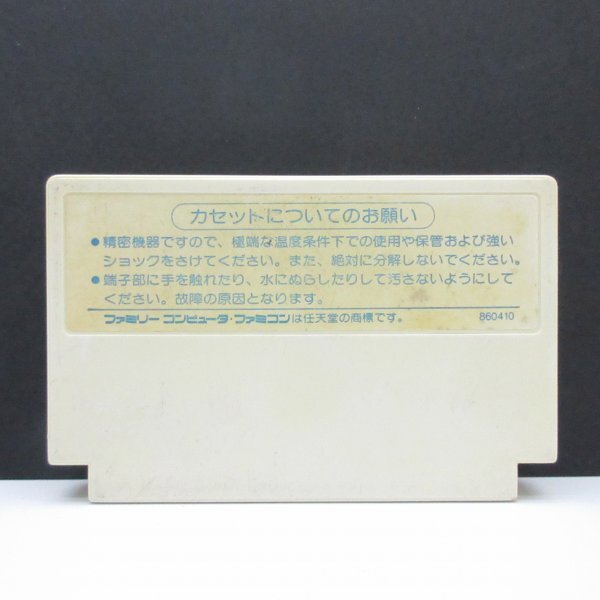 カセットについてのお願い
●精密機器ですので、極端な温度条件下での使用や保管および強い
ショックをさけてください。また、絶対に分解しないでください。
●端子部に手を触れたり、水にぬらしたりして汚さないようにして
ください。故障の原因となります。
ファミリー コンピュータ・ファミコンは任天堂の商標です。 860410